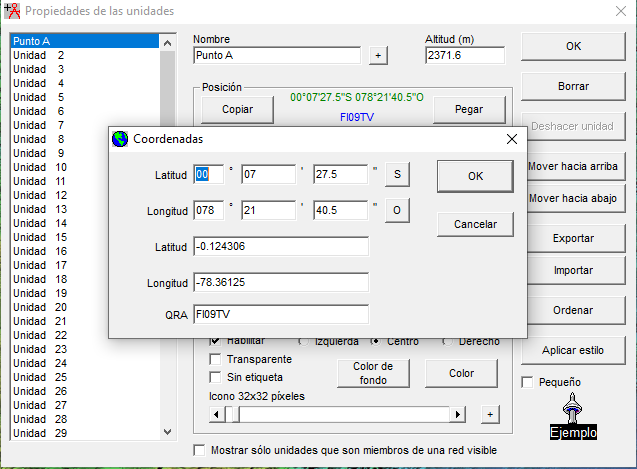 Propiedades de las unidades
Punto A
Unidad 2
Unidad 3
Unidad 4
Unidad 5
Unidad 6
Unidad 7
Unidad 8
Unidad 9
Unidad 10
Unidad 11
Unidad 12
Unidad 13
Unidad 14
Unidad 15
Unidad 16
Unidad 17
Unidad 18
Unidad 19
Unidad 20
Unidad 21
Unidad 22
Unidad 23
Unidad 24
Unidad 25
Unidad 26
Unidad 27
Unidad 28
Unidad 29
Nombre
Altitud (m)
Punto A
+
2371.6
Posición
Copiar
00°07'27.5"S 078°21'40.5"O
FI09TV
Pegar
Coordenadas
Latitud 00 ° 07 ' 27.5 " S
Longitud 078 ° 21 ' 40.5 " O
Latitud -0.124306
Longitud -78.36125
QRA FI09TV
OK
Cancelar
Habilitar Izquierda Centro Derecho
Transparente
Sin etiqueta
Color de fondo
Color
Icono 32x32 píxeles
+
Mostrar sólo unidades que son miembros de una red visible
OK
Borrar
Deshacer unidad
Mover hacia arriba
Mover hacia abajo
Exportar
Importar
Ordenar
Aplicar estilo
Pequeño
Ejemplo